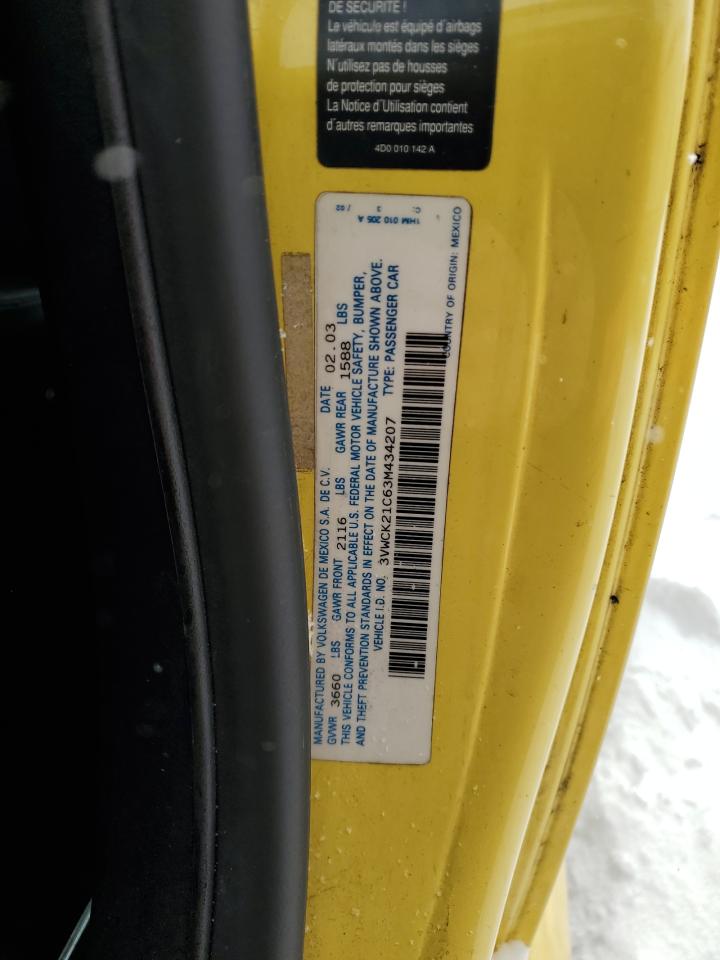 DE SECURITÉ !
Le véhicule est équipé d'airbags
latéraux montés dans les sièges
N'utilisez pas de housses
de protection pour sièges
La Notice d'Utilisation contient
d'autres remarques importantes
4D0 010 142 A
MANUFACTURED BY VOLKSWAGEN DE MEXICO S.A. DE C.V. DATE 02.03
GVWR 3660 LBS GAWR FRONT 2116 LBS GAWR REAR 1588 LBS
THIS VEHICLE CONFORMS TO ALL APPLICABLE U.S. FEDERAL MOTOR VEHICLE SAFETY, BUMPER,
AND THEFT PREVENTION STANDARDS IN EFFECT ON THE DATE OF MANUFACTURE SHOWN ABOVE.
VEHICLE I.D. NO. 3VWCK21C63M434207 TYPE: PASSENGER CAR
COUNTRY OF ORIGIN: MEXICO
1HM 010 205 A